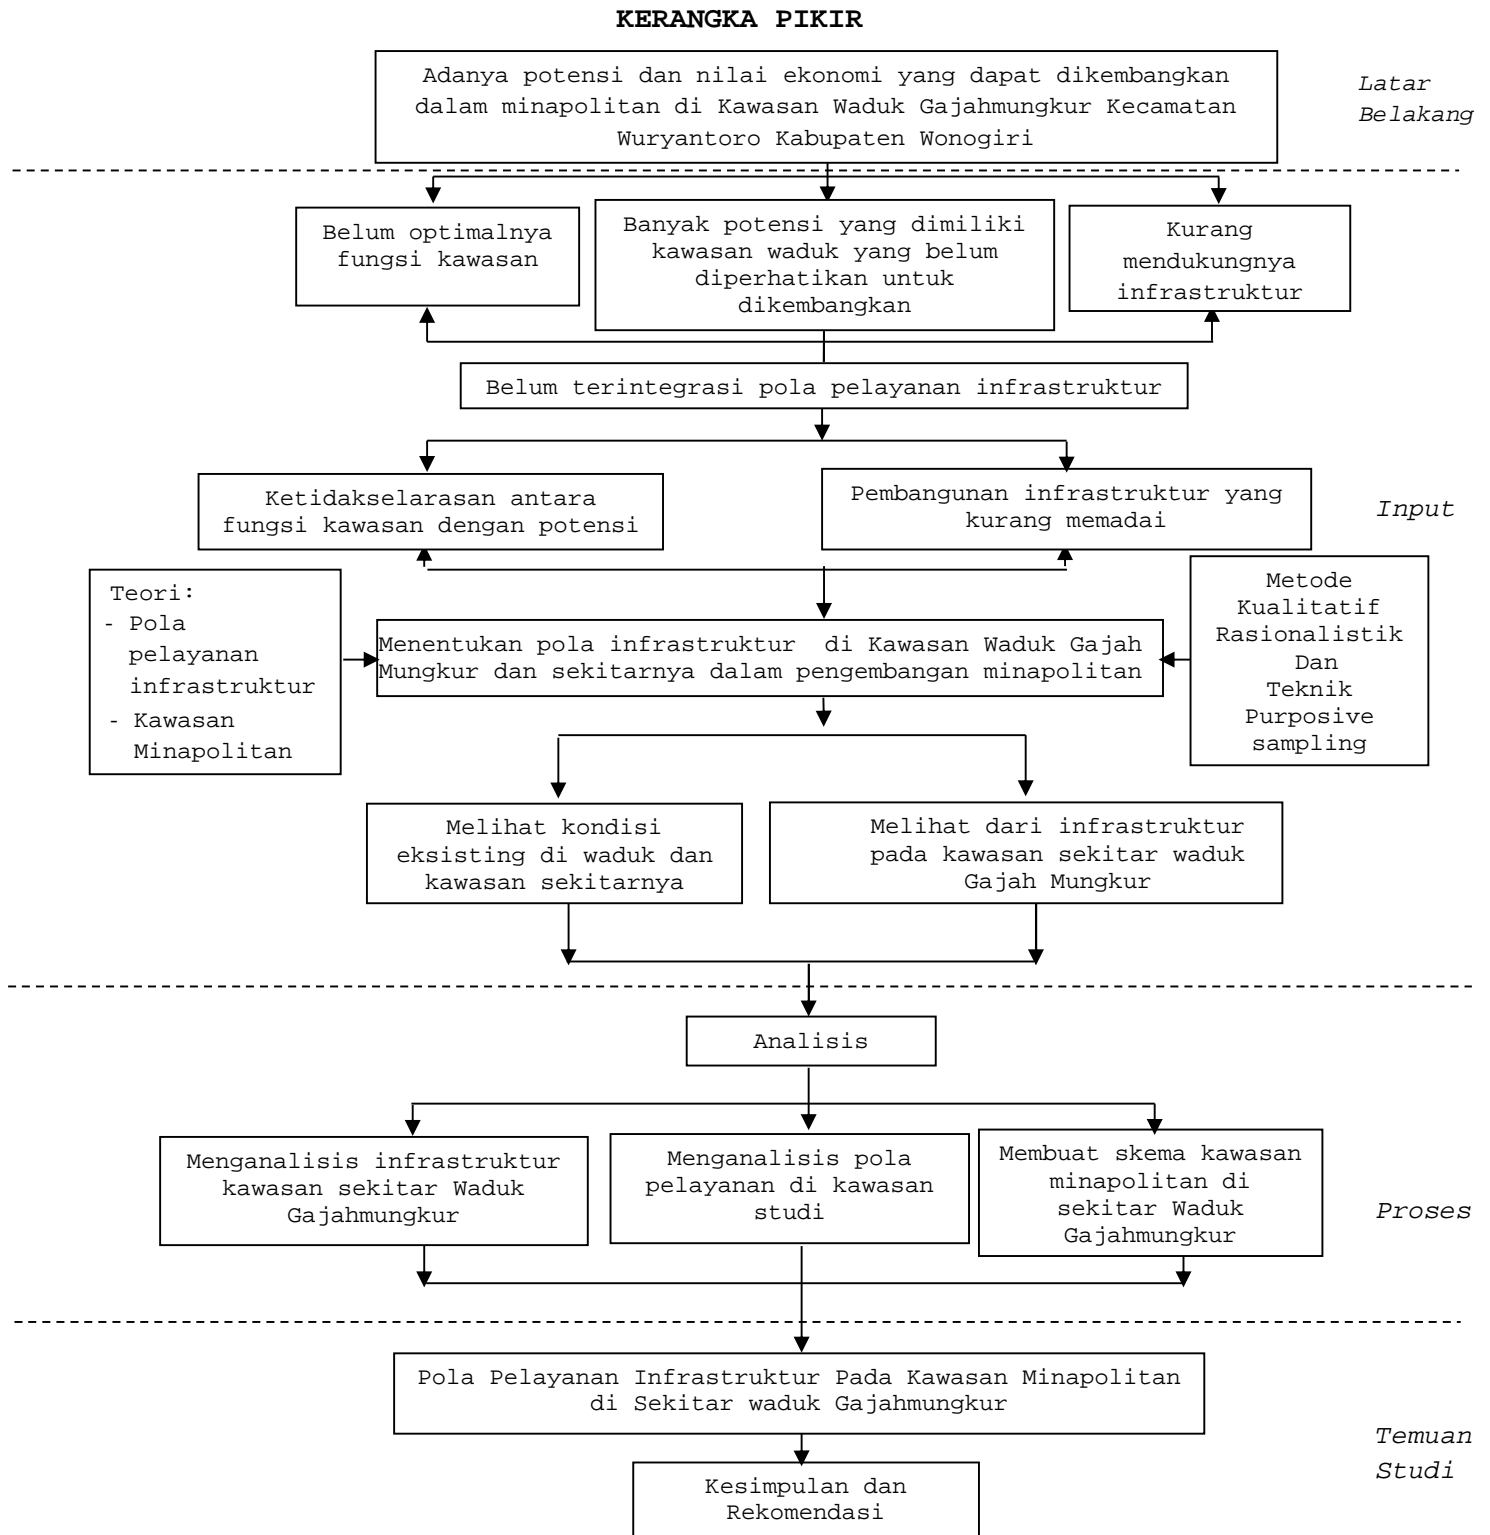 KERANGKA PIKIR
Adanya potensi dan nilai ekonomi yang dapat dikembangkan
dalam minapolitan di Kawasan Waduk Gajahmungkur Kecamatan
Wuryantoro Kabupaten Wonogiri
Latar
Belakang
Belum optimalnya
fungsi kawasan
Banyak potensi yang dimiliki
kawasan waduk yang belum
diperhatikan untuk
dikembangkan
Kurang
mendukungnya
infrastruktur
Belum terintegrasi pola pelayanan infrastruktur
Ketidakselarasan antara
fungsi kawasan dengan potensi
Pembangunan infrastruktur yang
kurang memadai
Input
Teori:
- Pola
pelayanan
infrastruktur
- Kawasan
Minapolitan
Menentukan pola infrastruktur  di Kawasan Waduk Gajah
Mungkur dan sekitarnya dalam pengembangan minapolitan
Metode
Kualitatif
Rasionalistik
Dan
Teknik
Purposive
sampling
Melihat kondisi
eksisting di waduk dan
kawasan sekitarnya
Melihat dari infrastruktur
pada kawasan sekitar waduk
Gajah Mungkur
Analisis
Menganalisis infrastruktur
kawasan sekitar Waduk
Gajahmungkur
Menganalisis pola
pelayanan di kawasan
studi
Membuat skema kawasan
minapolitan di
sekitar Waduk
Gajahmungkur
Proses
Pola Pelayanan Infrastruktur Pada Kawasan Minapolitan
di Sekitar waduk Gajahmungkur
Temuan
Studi
Kesimpulan dan
Rekomendasi